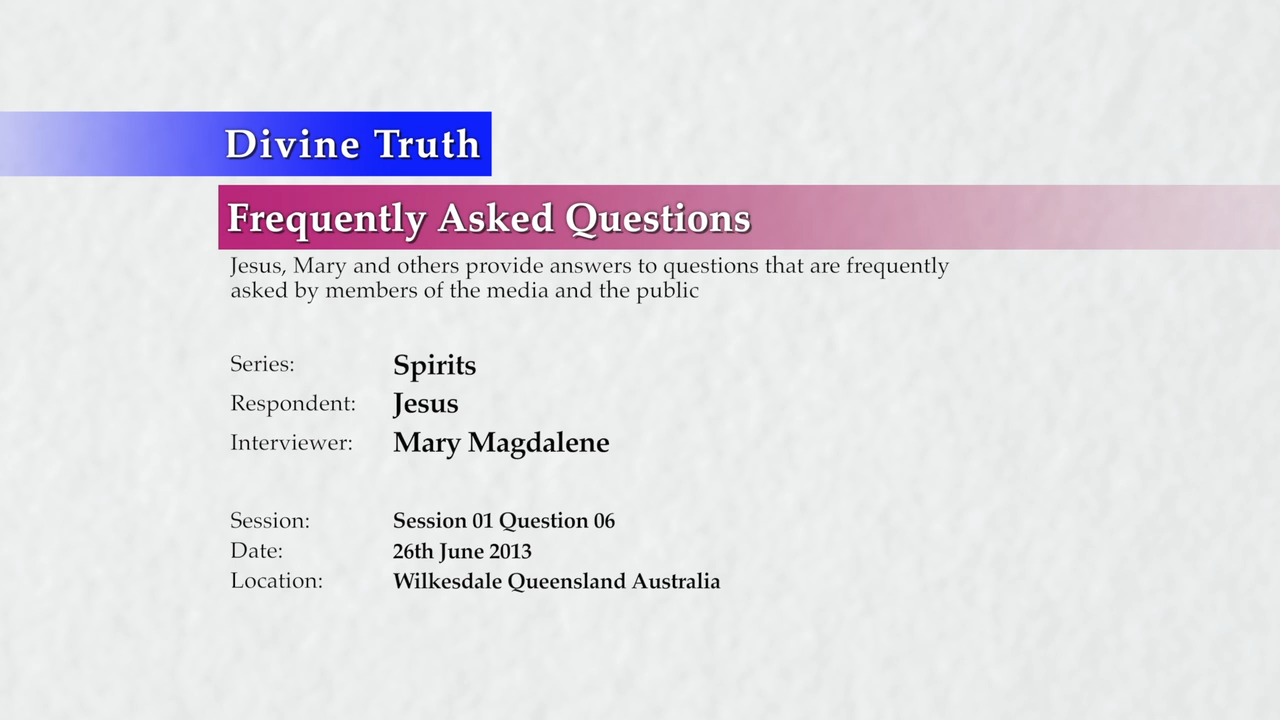 Divine Truth
Frequently Asked Questions
Jesus, Mary and others provide answers to questions that are frequently
asked by members of the media and the public
Series: Spirits
Respondent: Jesus
Interviewer: Mary Magdalene
Session: Session 01 Question 06
Date: 26th June 2013
Location: Wilkesdale Queensland Australia